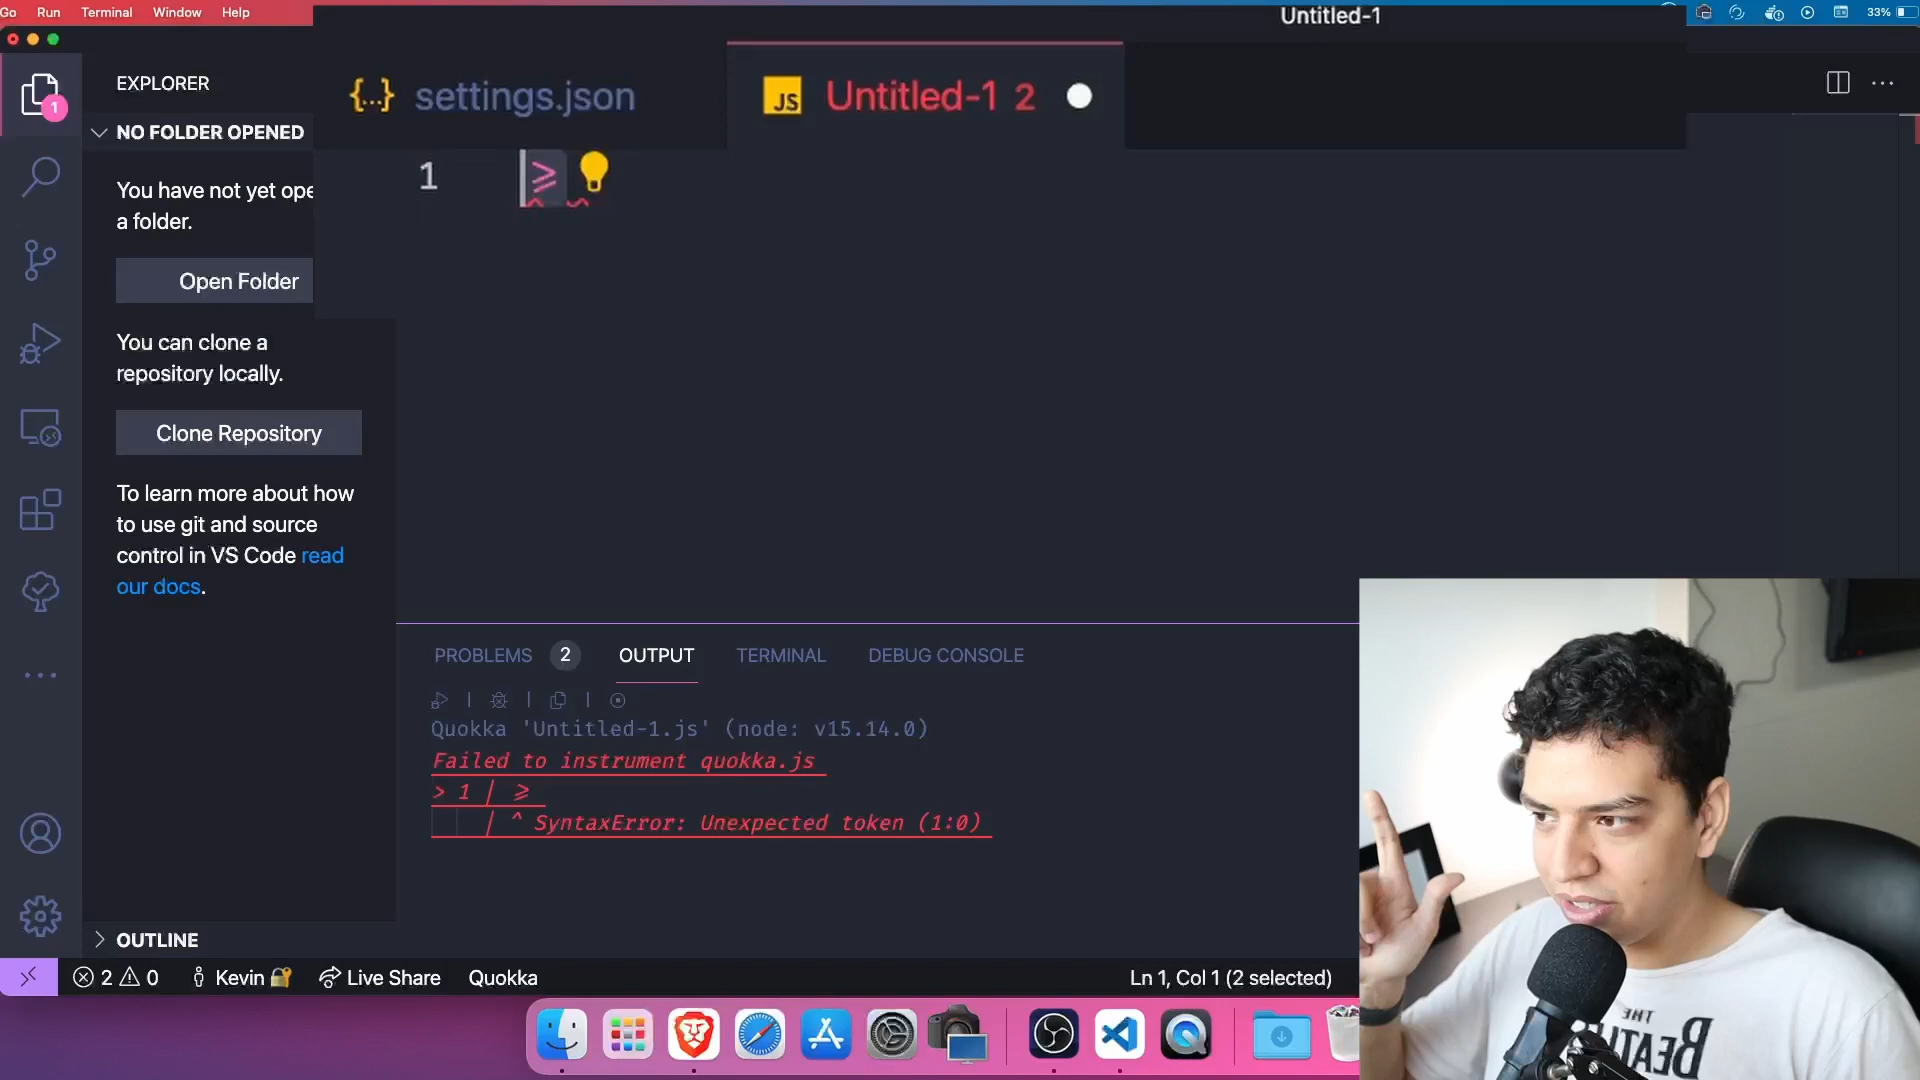 Go Run Terminal Window Help
33%
Untitled-1
EXPLORER
{..} settings.json
JS Untitled-1 2
1
NO FOLDER OPENED
1 ⩾
You have not yet ope
a folder.
Open Folder
You can clone a
repository locally.
Clone Repository
To learn more about how
to use git and source
control in VS Code read
our docs.
PROBLEMS 2 OUTPUT TERMINAL DEBUG CONSOLE
Quokka 'Untitled-1.js' (node: v15.14.0)
Failed to instrument quokka.js
> 1 | ⩾
| ^ SyntaxError: Unexpected token (1:0)
OUTLINE
2 0 Kevin Live Share Quokka
Ln 1, Col 1 (2 selected)
THE